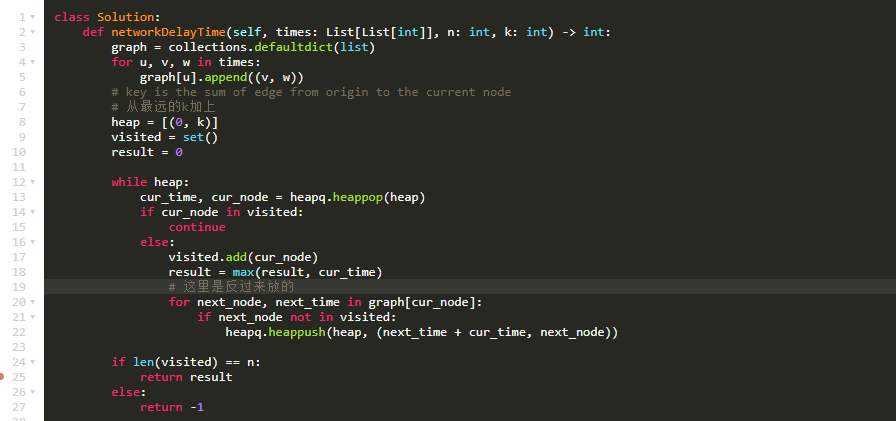 1 class Solution:
2 def networkDelayTime(self, times: List[List[int]], n: int, k: int) -> int:
3 graph = collections.defaultdict(list)
4 for u, v, w in times:
5 graph[u].append((v, w))
6 # key is the sum of edge from origin to the current node
7 # 从最远的k加上
8 heap = [(0, k)]
9 visited = set()
10 result = 0
11
12 while heap:
13 cur_time, cur_node = heapq.heappop(heap)
14 if cur_node in visited:
15 continue
16 else:
17 visited.add(cur_node)
18 result = max(result, cur_time)
19 # 这里是反过来放的
20 for next_node, next_time in graph[cur_node]:
21 if next_node not in visited:
22 heapq.heappush(heap, (next_time + cur_time, next_node))
23
24 if len(visited) == n:
25 return result
26 else:
27 return -1